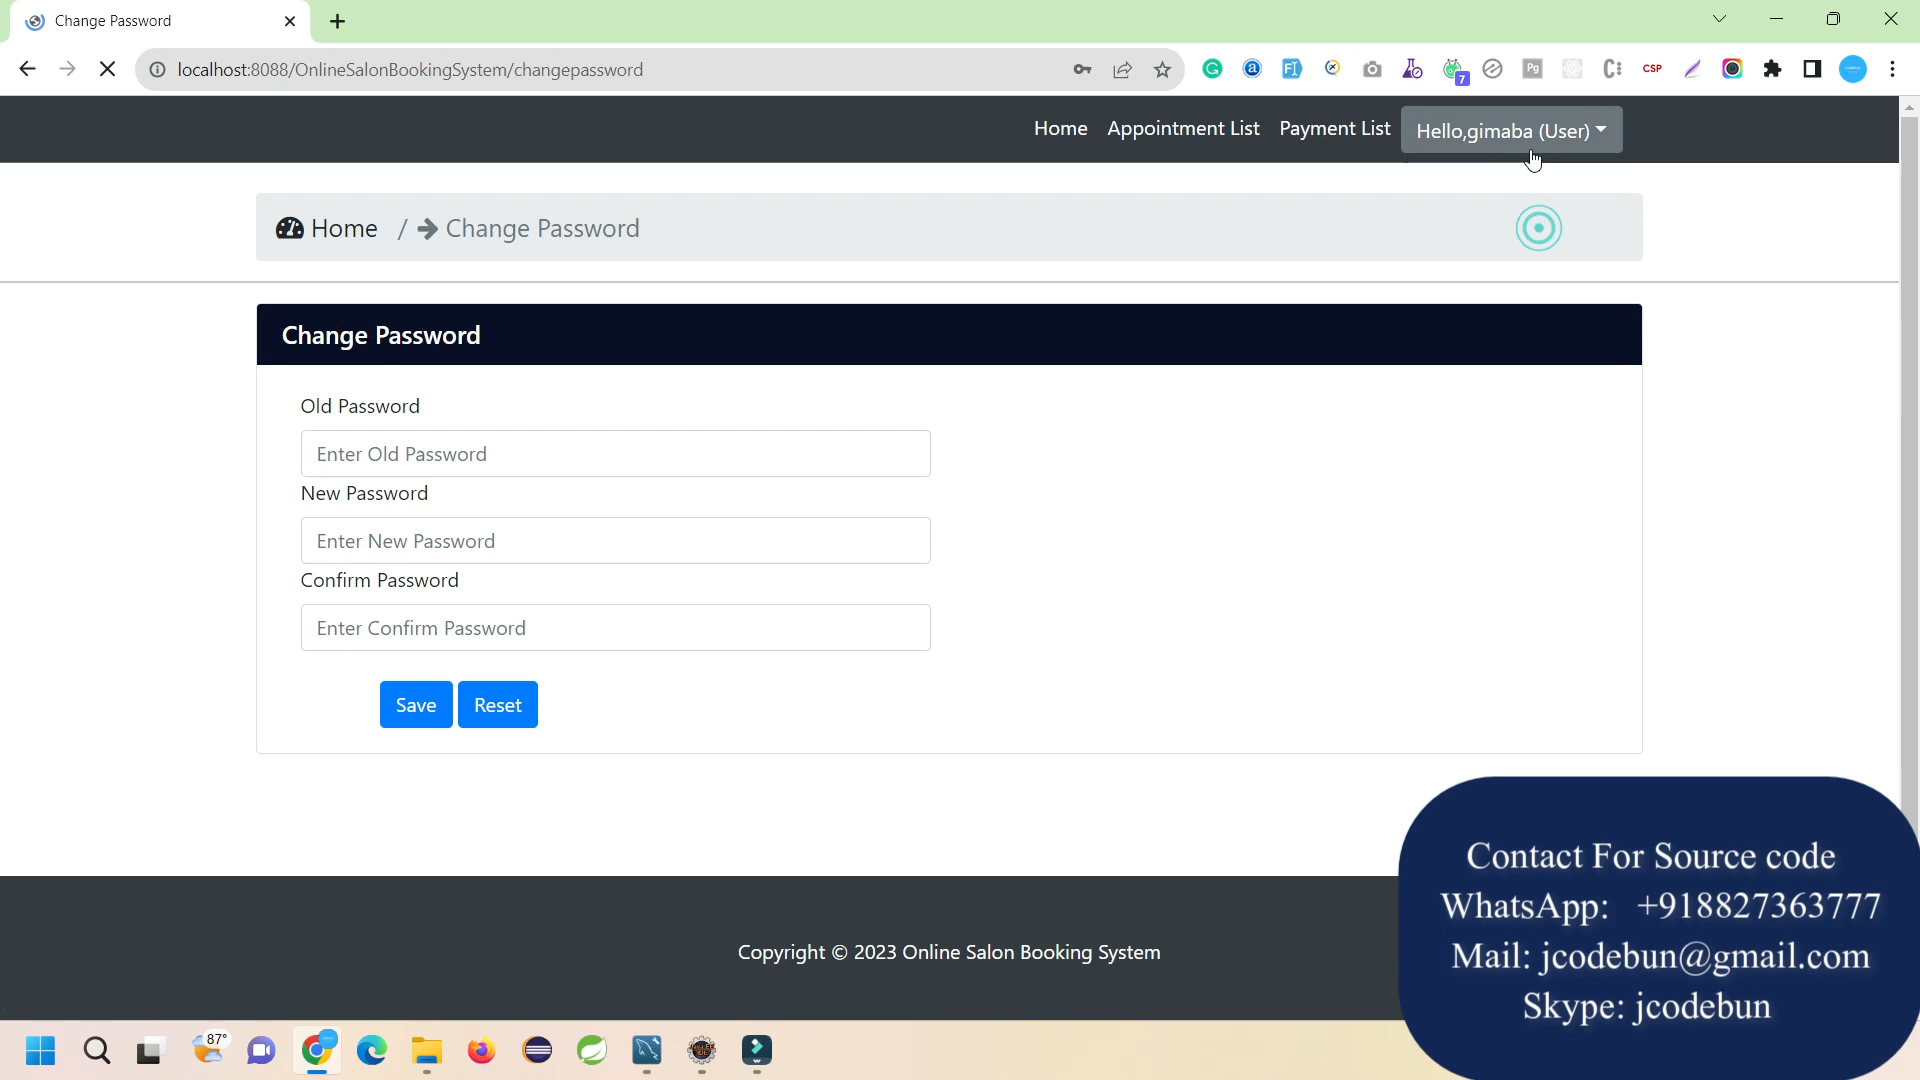 Change Password
localhost:8088/OnlineSalonBookingSystem/changepassword
7
Pg
CSP
Home Appointment List Payment List Hello,gimaba (User)
Home / Change Password
Change Password
Old Password
Enter Old Password
New Password
Enter New Password
Confirm Password
Enter Confirm Password
Save Reset
Contact For Source code
WhatsApp: +918827363777
Mail: jcodebun@gmail.com
Skype: jcodebun
Copyright © 2023 Online Salon Booking System
87°